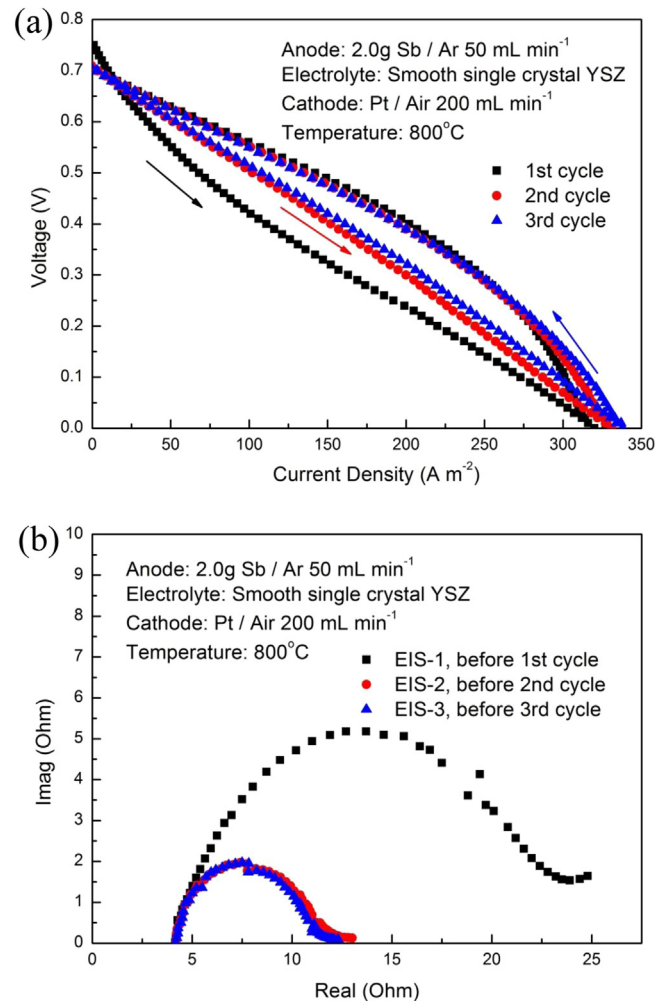 (a)
0.8
0.7
0.6
0.5
0.4
0.3
0.2
0.1
0.0
Voltage (V)
Anode: 2.0g Sb / Ar 50 mL min⁻¹
Electrolyte: Smooth single crystal YSZ
Cathode: Pt / Air 200 mL min⁻¹
Temperature: 800°C
1st cycle
2nd cycle
3rd cycle
0 50 100 150 200 250 300 350
Current Density (A m⁻²)
(b)
10
9
8
7
6
5
4
3
2
1
0
Imag (Ohm)
Anode: 2.0g Sb / Ar 50 mL min⁻¹
Electrolyte: Smooth single crystal YSZ
Cathode: Pt / Air 200 mL min⁻¹
Temperature: 800°C
EIS-1, before 1st cycle
EIS-2, before 2nd cycle
EIS-3, before 3rd cycle
0 5 10 15 20 25
Real (Ohm)